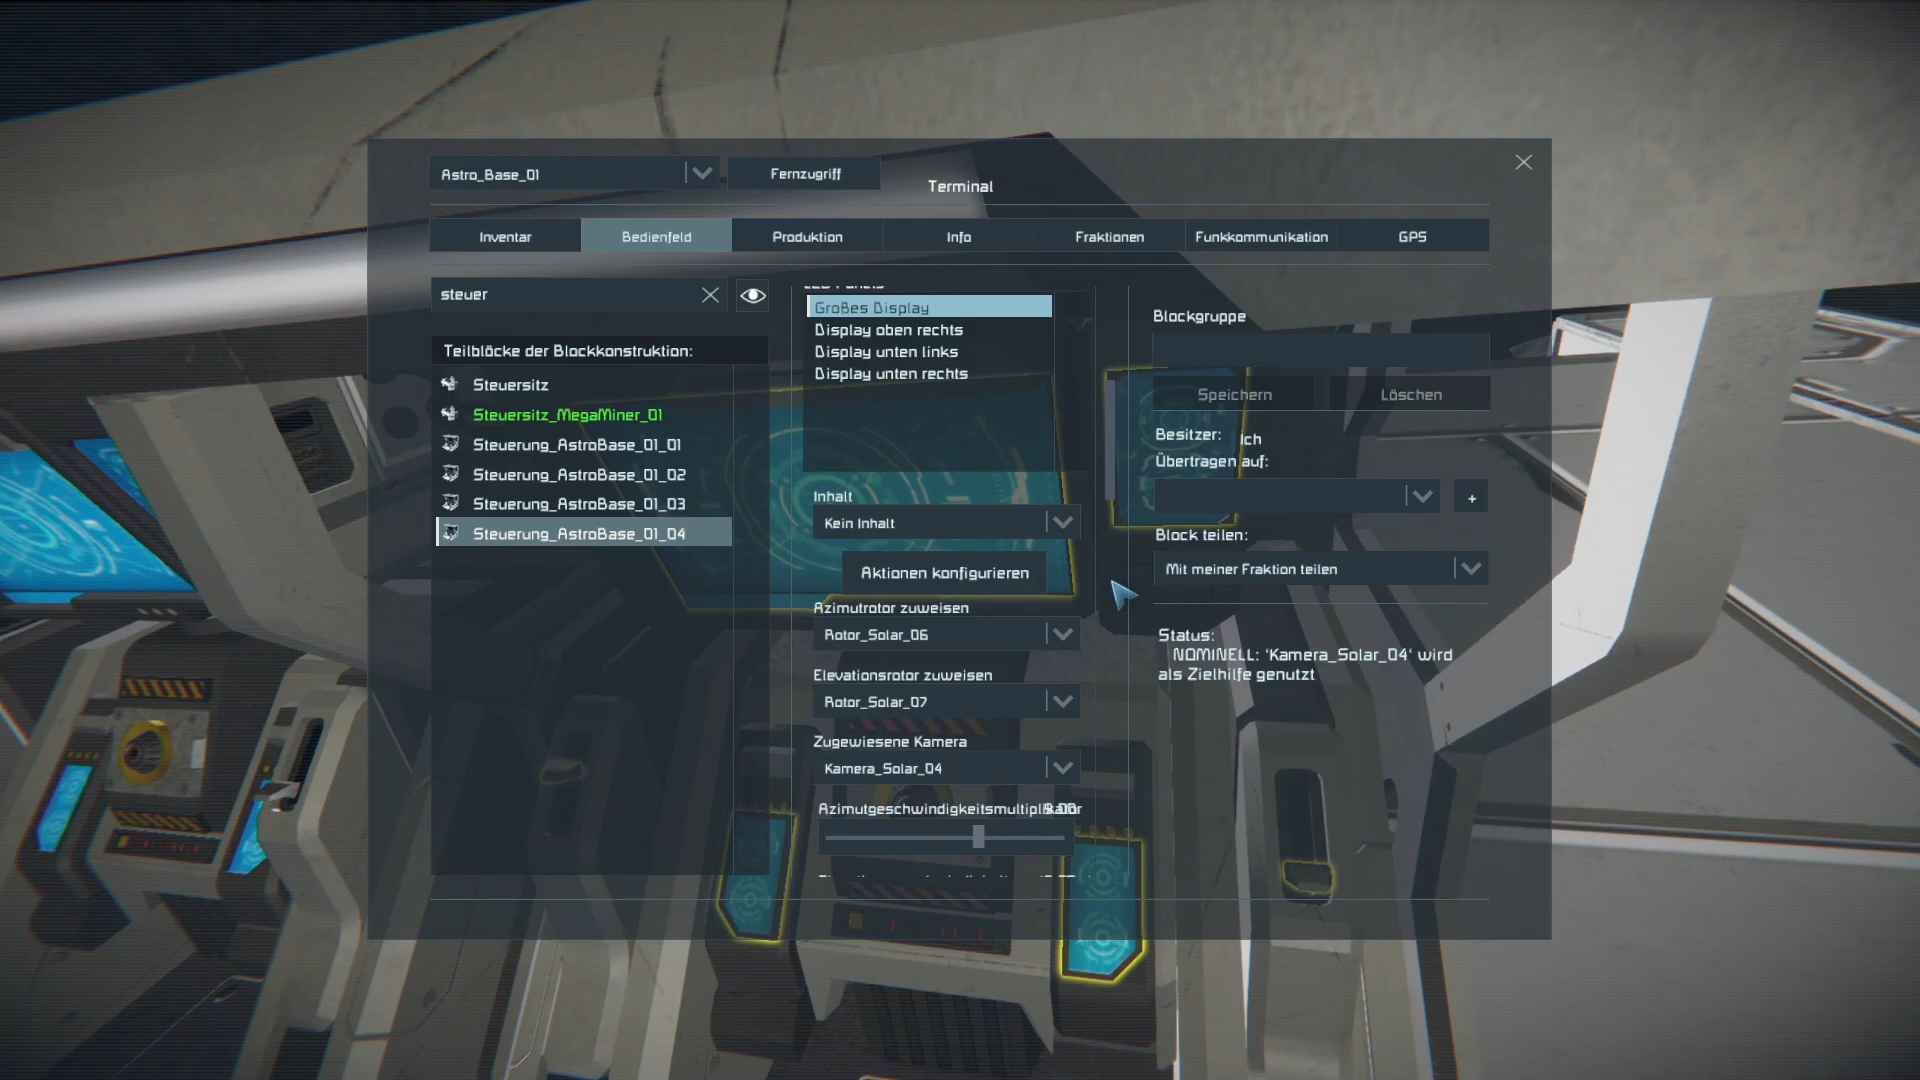 Astro_Base_01
Fernzugriff
Terminal
Inventar
Bedienfeld
Produktion
Info
Fraktionen
Funkkommunikation
GPS
steuer
Teilblöcke der Blockkonstruktion:
Steuersitz
Steuersitz_MegaMiner_01
Steuerung_AstroBase_01_01
Steuerung_AstroBase_01_02
Steuerung_AstroBase_01_03
Steuerung_AstroBase_01_04
Großes Display
Display oben rechts
Display unten links
Display unten rechts
Inhalt
Kein Inhalt
Aktionen konfigurieren
Azimutrotor zuweisen
Rotor_Solar_06
Elevationsrotor zuweisen
Rotor_Solar_07
Zugewiesene Kamera
Kamera_Solar_04
Azimutgeschwindigkeitsmultiplikator
Blockgruppe
Speichern
Löschen
Besitzer: Ich
Übertragen auf:
+
Block teilen:
Mit meiner Fraktion teilen
Status:
NOMINELL: 'Kamera_Solar_04' wird
als Zielhilfe genutzt